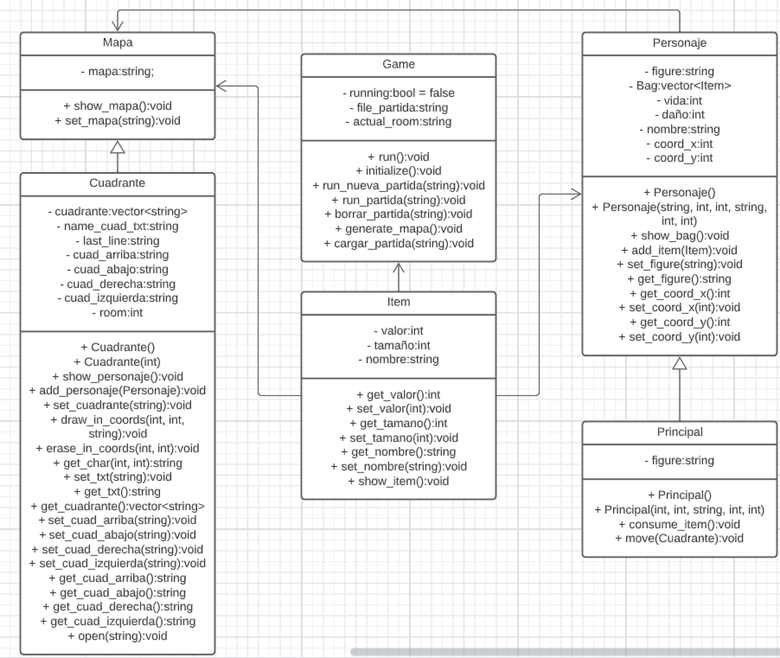 Mapa
- mapa:string;
+ show_mapa():void
+ set_mapa(string):void
Cuadrante
- cuadrante:vector<string>
- name_cuad_txt:string
- last_line:string
- cuad_arriba:string
- cuad_abajo:string
- cuad_derecha:string
- cuad_izquierda:string
- room:int
+ Cuadrante()
+ Cuadrante(int)
+ show_personaje():void
+ add_personaje(Personaje):void
+ set_cuadrante(string):void
+ draw_in_coords(int, int,
string):void
+ erase_in_coords(int, int):void
+ get_char(int, int):string
+ set_txt(string):void
+ get_txt():string
+ get_cuadrante():vector<string>
+ set_cuad_arriba(string):void
+ set_cuad_abajo(string):void
+ set_cuad_derecha(string):void
+ set_cuad_izquierda(string):void
+ get_cuad_arriba():string
+ get_cuad_abajo():string
+ get_cuad_derecha():string
+ get_cuad_izquierda():string
+ open(string):void
Game
- running:bool = false
- file_partida:string
- actual_room:string
+ run():void
+ initialize():void
+ run_nueva_partida(string):void
+ run_partida(string):void
+ borrar_partida(string):void
+ generate_mapa():void
+ cargar_partida(string):void
Item
- valor:int
- tamaño:int
- nombre:string
+ get_valor():int
+ set_valor(int):void
+ get_tamano():int
+ set_tamano(int):void
+ get_nombre():string
+ set_nombre(string):void
+ show_item():void
Personaje
- figure:string
- Bag:vector<Item>
- vida:int
- daño:int
- nombre:string
- coord_x:int
- coord_y:int
+ Personaje()
+ Personaje(string, int, int, string,
int, int)
+ show_bag():void
+ add_item(Item):void
+ set_figure(string):void
+ get_figure():string
+ get_coord_x():int
+ set_coord_x(int):void
+ get_coord_y():int
+ set_coord_y(int):void
Principal
- figure:string
+ Principal()
+ Principal(int, int, string, int, int)
+ consume_item():void
+ move(Cuadrante):void